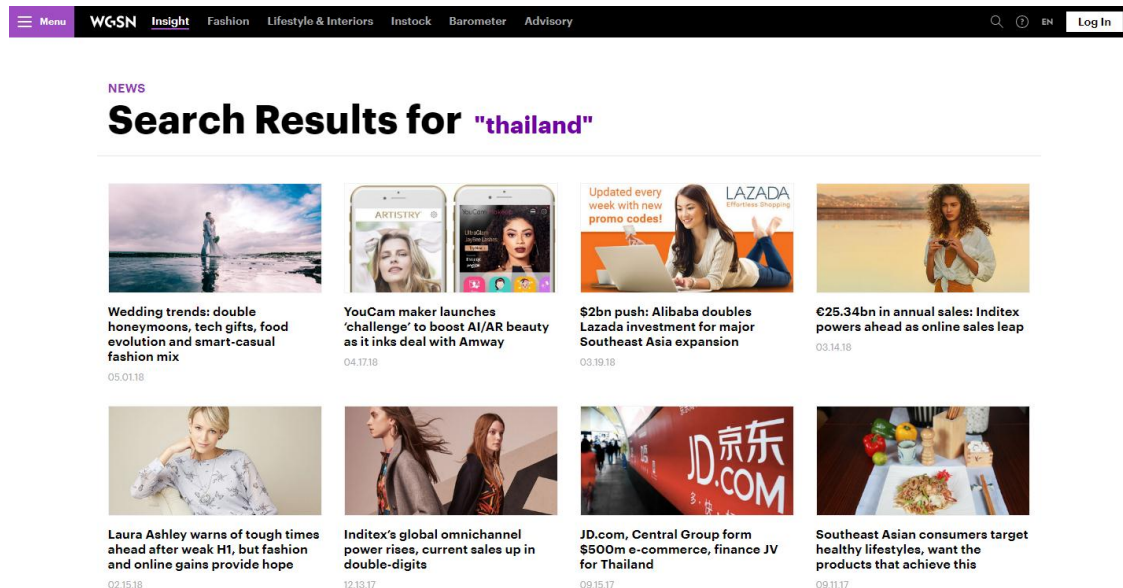 Menu WGSN Insight Fashion Lifestyle & Interiors Instock Barometer Advisory EN Log In
NEWS
Search Results for "thailand"
ARTISTRY
YouCam
UltraGlam
Updated every
week with new
promo codes!
LAZADA
Effortless Shopping
Wedding trends: double
honeymoons, tech gifts, food
evolution and smart-casual
fashion mix
05.01.18
YouCam maker launches
‘challenge’ to boost AI/AR beauty
as it inks deal with Amway
04.17.18
$2bn push: Alibaba doubles
Lazada investment for major
Southeast Asia expansion
03.19.18
€25.34bn in annual sales: Inditex
powers ahead as online sales leap
03.14.18
京东
JD.COM
Laura Ashley warns of tough times
ahead after weak H1, but fashion
and online gains provide hope
02.15.18
Inditex’s global omnichannel
power rises, current sales up in
double-digits
12.13.17
JD.com, Central Group form
$500m e-commerce, finance JV
for Thailand
09.15.17
Southeast Asian consumers target
healthy lifestyles, want the
products that achieve this
09.11.17